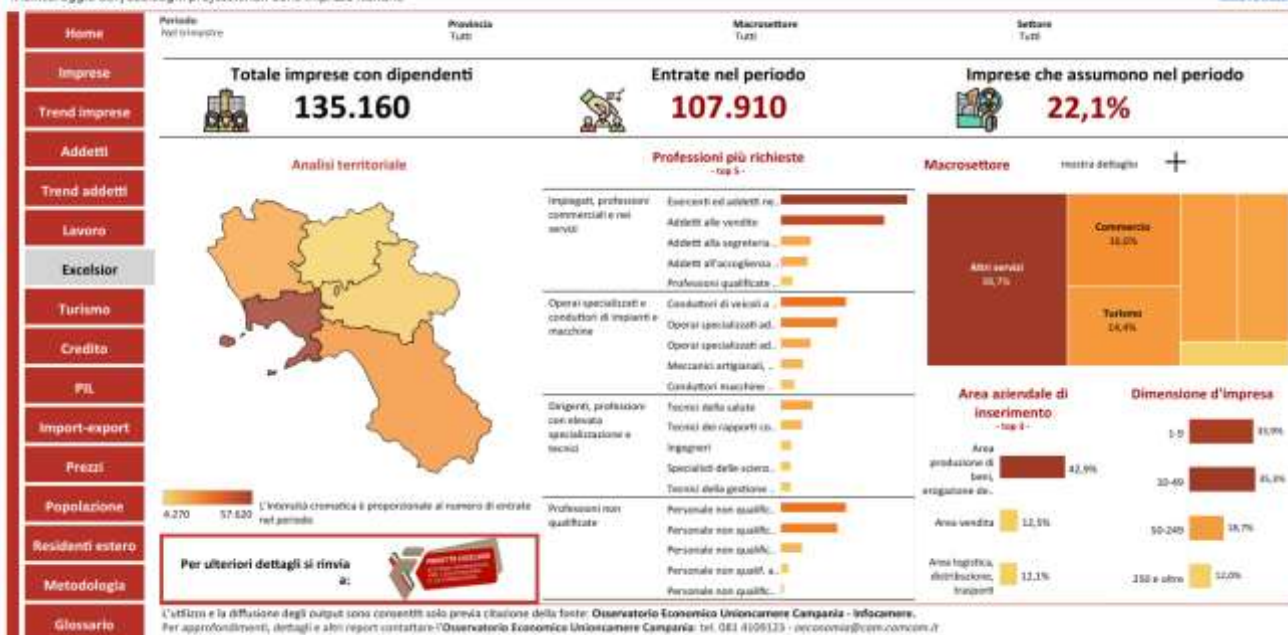 Home
Imprese
Trend imprese
Addetti
Trend addetti
Lavoro
Excelsior
Turismo
Credito
PIL
Import-export
Prezzi
Popolazione
Residenti estero
Metodologia
Glossario
Periodo
Provincia
Tutti
Macrosettore
Tutti
Settore
Tutti
Totale imprese con dipendenti
135.160
Entrate nel periodo
107.910
Imprese che assumono nel periodo
22,1%
Analisi territoriale
4.270
57.620
L'intensità cromatica è proporzionale al numero di entrate
nel periodo
Per ulteriori dettagli si rinvia
a:
Professioni più richieste
- top 5 -
Impiegati, professioni
commerciali e nei
servizi
Esercenti ed addetti ne..
Addetti alle vendite
Addetti alla segreteria ..
Addetti all'accoglienza ..
Professioni qualificate ..
Operai specializzati e
conduttori di impianti e
macchine
Conduttori di veicoli a ..
Operai specializzati ad..
Operai specializzati ad..
Meccanici artigianali, ..
Conduttori macchine ..
Dirigenti, professioni
con elevata
specializzazione e
tecnici
Tecnici della salute
Tecnici dei rapporti co..
Ingegneri
Specialisti delle scienz..
Tecnici della gestione ..
Professioni non
qualificate
Personale non qualific..
Personale non qualific..
Personale non qualific..
Personale non qualif. a..
Personale non qualific..
Macrosettore
mostra dettaglio
Altri servizi
Commercio
Turismo
14,4%
Area aziendale di
inserimento
Area
produzione di
beni,
erogazione de..
42,9%
Area vendita
12,5%
Area logistica,
distribuzione,
trasporti
12,1%
Dimensione d'impresa
1-9
10-49
50-249
18,7%
250 e oltre
12,0%
L'utilizzo e la diffusione degli output sono consentiti solo previa citazione della fonte: Osservatorio Economico Unioncamere Campania - Infocamere.
Per approfondimenti, dettagli e altri report contattare l'Osservatorio Economico Unioncamere Campania: tel. 081 4109123 -